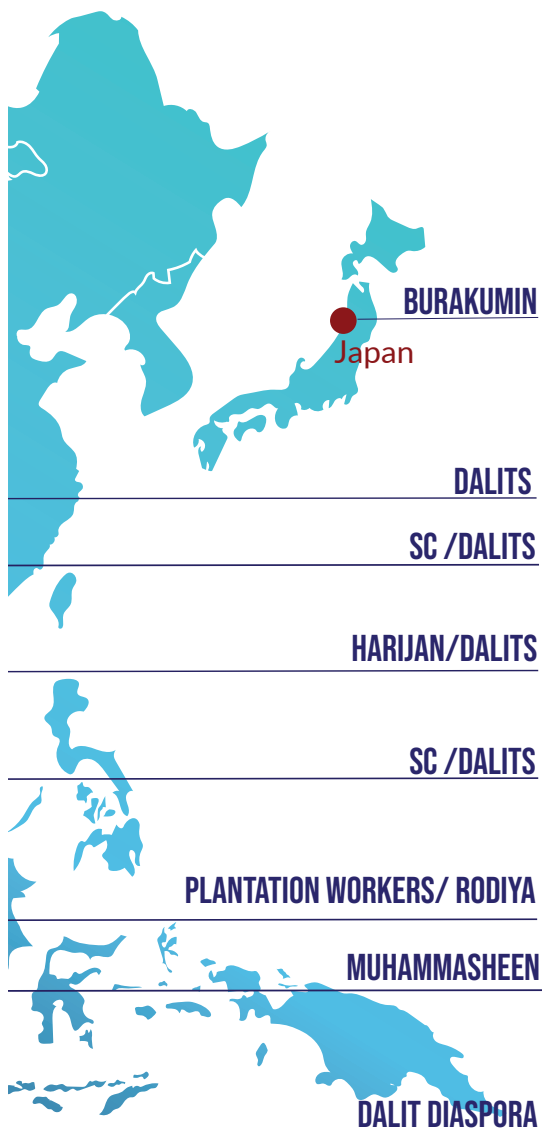 BURAKUMIN
Japan
DALITS
SC /DALITS
HARIJAN/DALITS
SC /DALITS
PLANTATION WORKERS/ RODIYA
MUHAMMASHEEN
DALIT DIASPORA